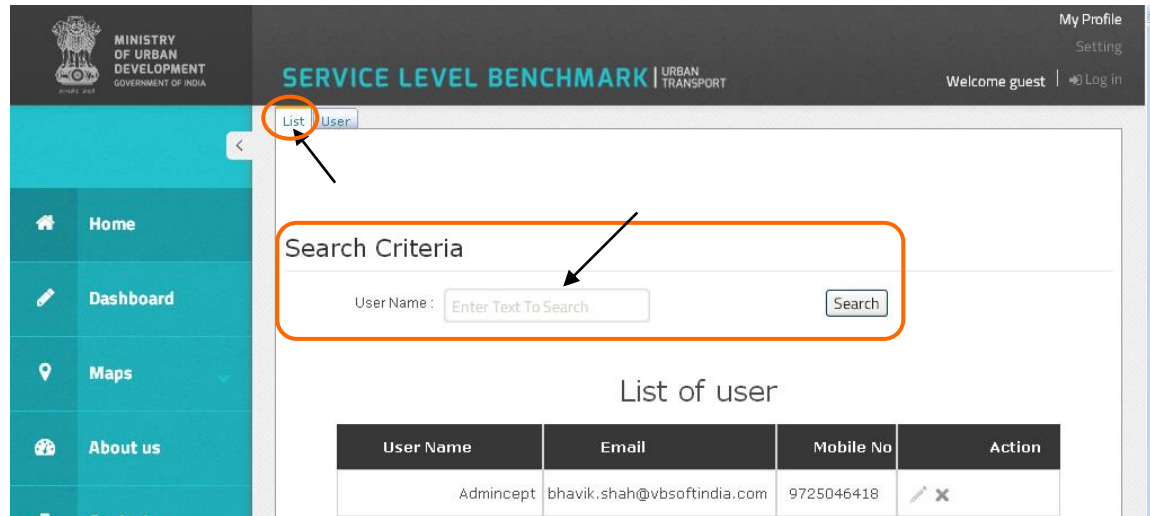 My Profile
Setting
MINISTRY
OF URBAN
DEVELOPMENT
GOVERNMENT OF INDIA
SERVICE LEVEL BENCHMARK | URBAN TRANSPORT
Welcome guest | Log in
List User
Home
Search Criteria
Dashboard
User Name : Enter Text To Search Search
Maps
List of user
About us
User Name Email Mobile No Action
Admincept bhavik.shah@vbsoftindia.com 9725046418